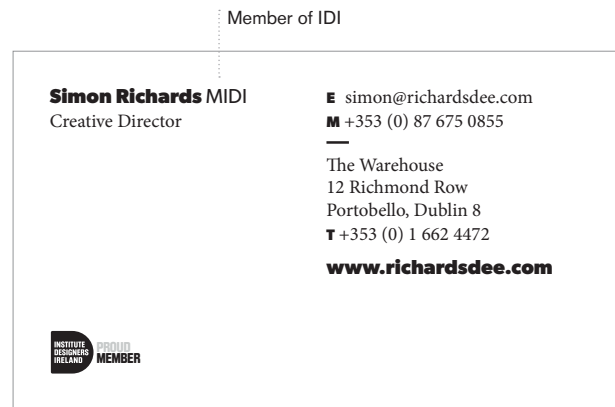 Member of IDI
Simon Richards MIDI
Creative Director
E simon@richardsdee.com
M +353 (0) 87 675 0855
The Warehouse
12 Richmond Row
Portobello, Dublin 8
T +353 (0) 1 662 4472
www.richardsdee.com
INSTITUTE
DESIGNERS
IRELAND
PROUD
MEMBER